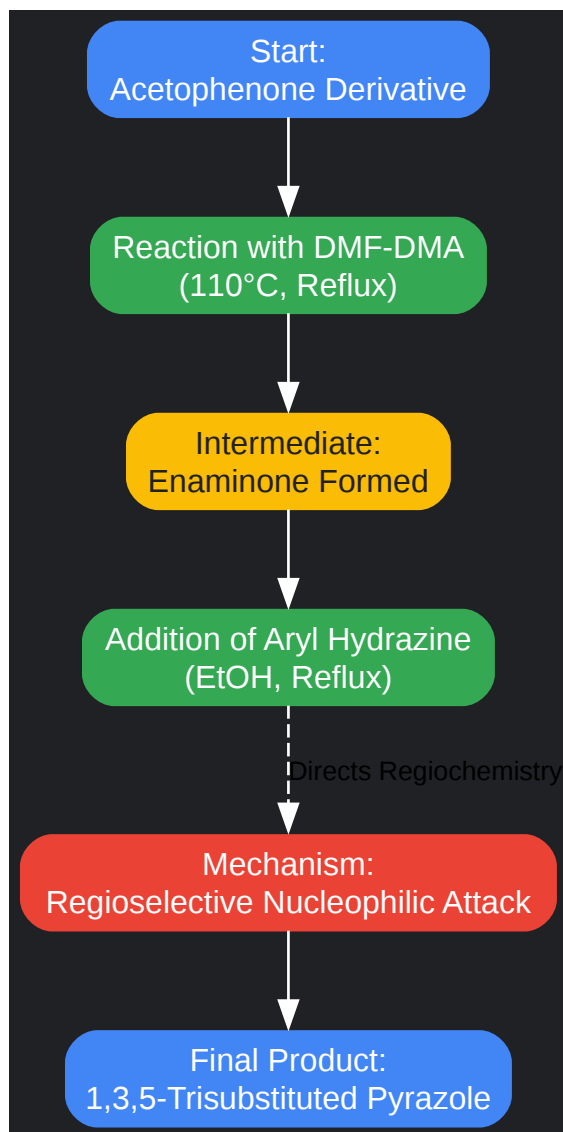 Start:
Acetophenone Derivative
Reaction with DMF-DMA
(110°C, Reflux)
Intermediate:
Enaminone Formed
Addition of Aryl Hydrazine
(EtOH, Reflux)
Directs Regiochemistry
Mechanism:
Regioselective Nucleophilic Attack
Final Product:
1,3,5-Trisubstituted Pyrazole